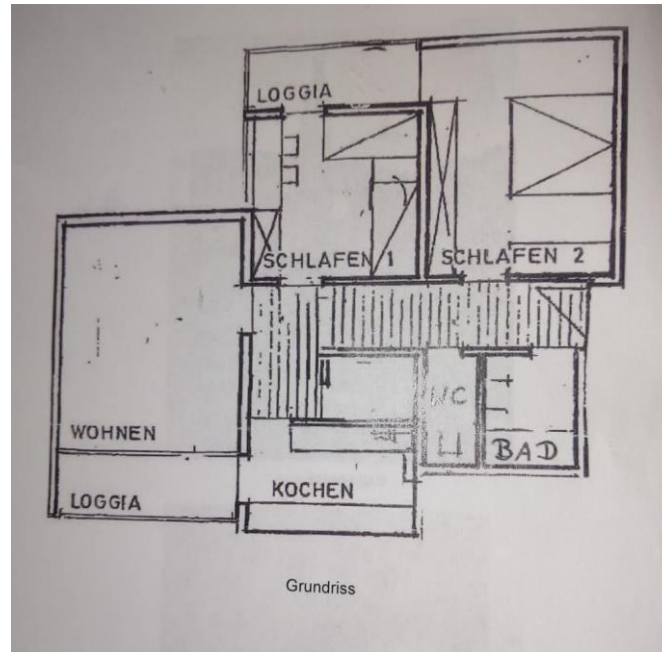 LOGGIA
SCHLAFEN 1
SCHLAFEN 2
WOHNEN
WC
BAD
LOGGIA
KOCHEN
Grundriss